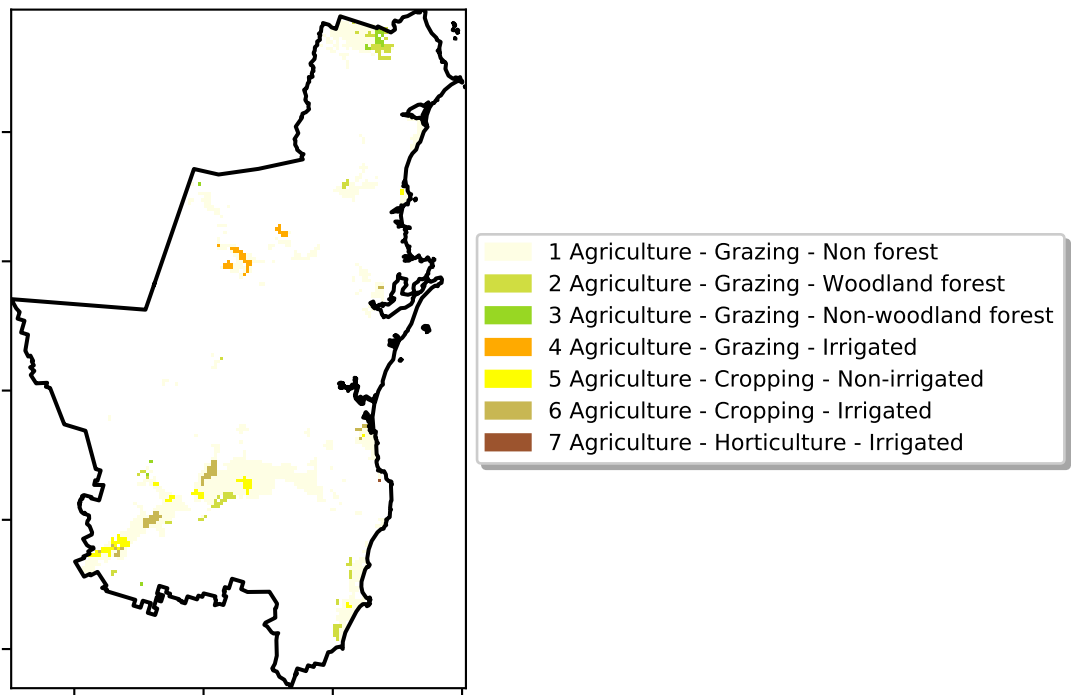 1 Agriculture - Grazing - Non forest
2 Agriculture - Grazing - Woodland forest
3 Agriculture - Grazing - Non-woodland forest
4 Agriculture - Grazing - Irrigated
5 Agriculture - Cropping - Non-irrigated
6 Agriculture - Cropping - Irrigated
7 Agriculture - Horticulture - Irrigated